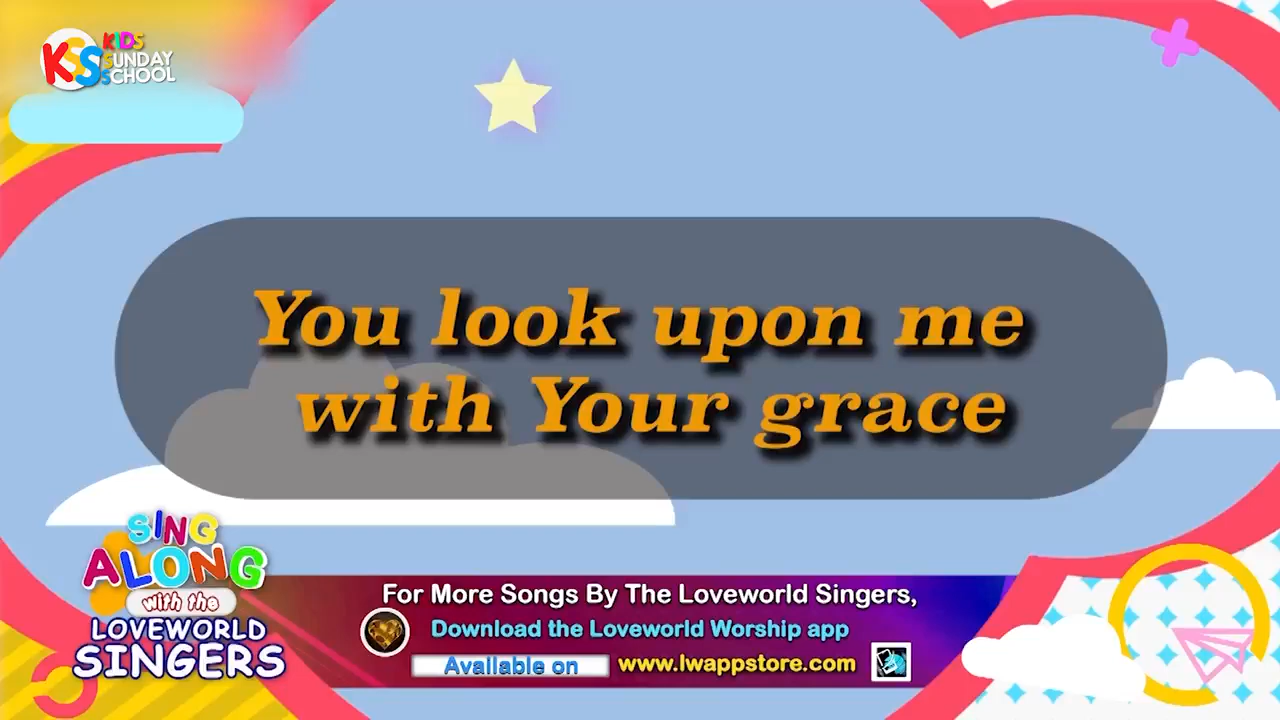 KSS KIDS
SUNDAY
SCHOOL
You look upon me
with Your grace
SING
ALONG
with the
LOVEWORLD
SINGERS
For More Songs By The Loveworld Singers,
Download the Loveworld Worship app
Available on www.lwappstore.com